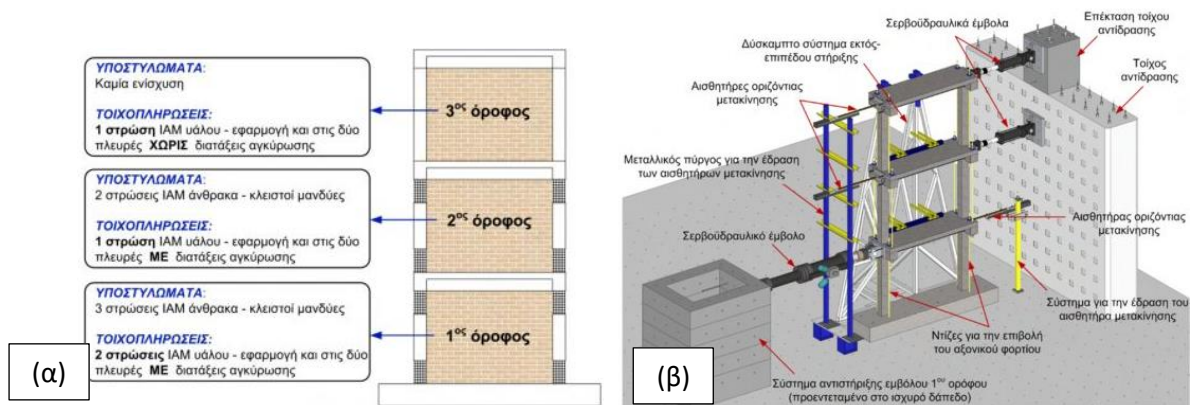 ΥΠΟΣΤΥΛΩΜΑΤΑ:
Καμία ενίσχυση
ΤΟΙΧΟΠΛΗΡΩΣΕΙΣ:
1 στρώση ΙΑΜ υάλου - εφαρμογή και στις δύο
πλευρές ΧΩΡΙΣ διατάξεις αγκύρωσης
3ος όροφος
ΥΠΟΣΤΥΛΩΜΑΤΑ:
2 στρώσεις ΙΑΜ άνθρακα - κλειστοί μανδύες
ΤΟΙΧΟΠΛΗΡΩΣΕΙΣ:
1 στρώση ΙΑΜ υάλου - εφαρμογή και στις δύο
πλευρές ΜΕ διατάξεις αγκύρωσης
2ος όροφος
ΥΠΟΣΤΥΛΩΜΑΤΑ:
3 στρώσεις ΙΑΜ άνθρακα - κλειστοί μανδύες
ΤΟΙΧΟΠΛΗΡΩΣΕΙΣ:
2 στρώσεις ΙΑΜ υάλου - εφαρμογή και στις δύο
πλευρές ΜΕ διατάξεις αγκύρωσης
1ος όροφος
(α)
Σερβοϋδραυλικά έμβολα
Επέκταση τοίχου
αντίδρασης
Δύσκαμπτο σύστημα εκτός-
επιπέδου στήριξης
Τοίχος
αντίδρασης
Αισθητήρες οριζόντιας
μετακίνησης
Σερβοϋδραυλικά
έμβολα
Μεταλλικός πύργος για την έδραση
των αισθητήρων μετακίνησης
Αισθητήρας οριζόντιας
μετακίνησης
Σερβοϋδραυλικό έμβολο
Σύστημα για την έδραση του
αισθητήρα μετακίνησης
Ντίζες για την επιβολή
του αξονικού φορτίου
Σύστημα αντιστήριξης εμβόλου 1ου ορόφου
(προεντεταμένο στο ισχυρό δάπεδο)
(β)